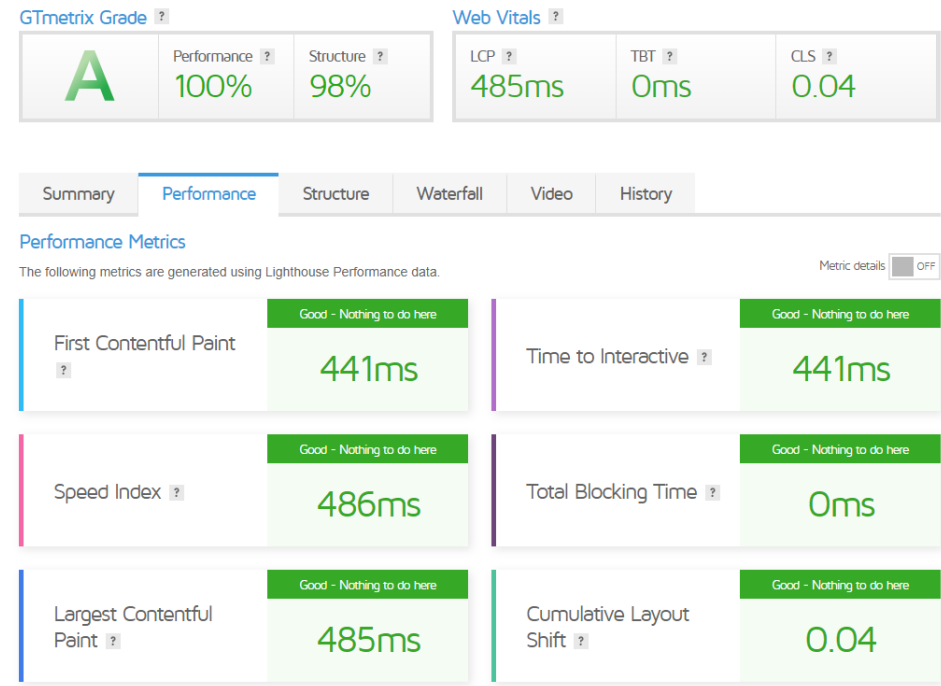 GTmetrix Grade ?
Web Vitals ?
A
Performance ?
100%
Structure ?
98%
LCP ?
485ms
TBT ?
0ms
CLS ?
0.04
Summary
Performance
Structure
Waterfall
Video
History
Performance Metrics
The following metrics are generated using Lighthouse Performance data.
Metric details
OFF
First Contentful Paint
?
Good - Nothing to do here
441ms
Time to Interactive ?
Good - Nothing to do here
441ms
Speed Index ?
Good - Nothing to do here
486ms
Total Blocking Time ?
Good - Nothing to do here
0ms
Largest Contentful
Paint ?
Good - Nothing to do here
485ms
Cumulative Layout
Shift ?
Good - Nothing to do here
0.04